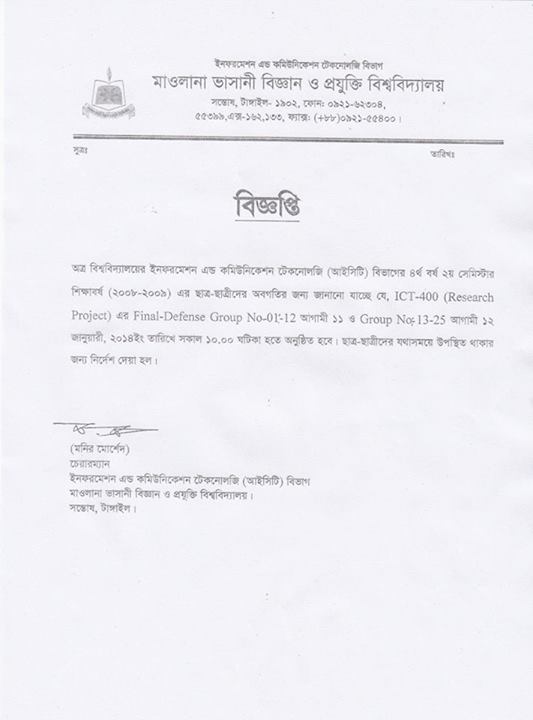 ইনফরমেশন এন্ড কমিউনিকেশন টেকনোলজি বিভাগ
মাওলানা ভাসানী বিজ্ঞান ও প্রযুক্তি বিশ্ববিদ্যালয়
সন্তোষ, টাঙ্গাইল- ১৯০২, ফোন: ০৯২১-৬২৩০৪,
৫৫৩৯৯,এক্স-১৬২,১৩৩, ফ্যাক্স: (+৮৮)০৯২১-৫৫৪০০।
সুত্রঃ
তারিখঃ
বিজ্ঞপ্তি
অত্র বিশ্ববিদ্যালয়ের ইনফরমেশন এন্ড কমিউনিকেশন টেকনোলজি (আইসিটি) বিভাগের ৪র্থ বর্ষ ২য় সেমিস্টার
শিক্ষাবর্ষ (২০০৮-২০০৯) এর ছাত্র-ছাত্রীদের অবগতির জন্য জানানো যাচ্ছে যে, ICT-400 (Research
Project) এর Final-Defense Group No-01-12 আগামী ১১ ও Group No-13-25 আগামী ১২
জানুয়ারী, ২০১৪ইং তারিখে সকাল ১০.০০ ঘটিকা হতে অনুষ্ঠিত হবে। ছাত্র-ছাত্রীদের যথাসময়ে উপস্থিত থাকার
জন্য নির্দেশ দেয়া হল।
(মনির মোর্শেদ)
চেরারম্যান
ইনফরমেশন এন্ড কমিউনিকেশন টেকনোলজি (আইসিটি) বিভাগ
মাওলানা ভাসানী বিজ্ঞান ও প্রযুক্তি বিশ্ববিদ্যালয়।
সন্তোষ, টাঙ্গাইল।